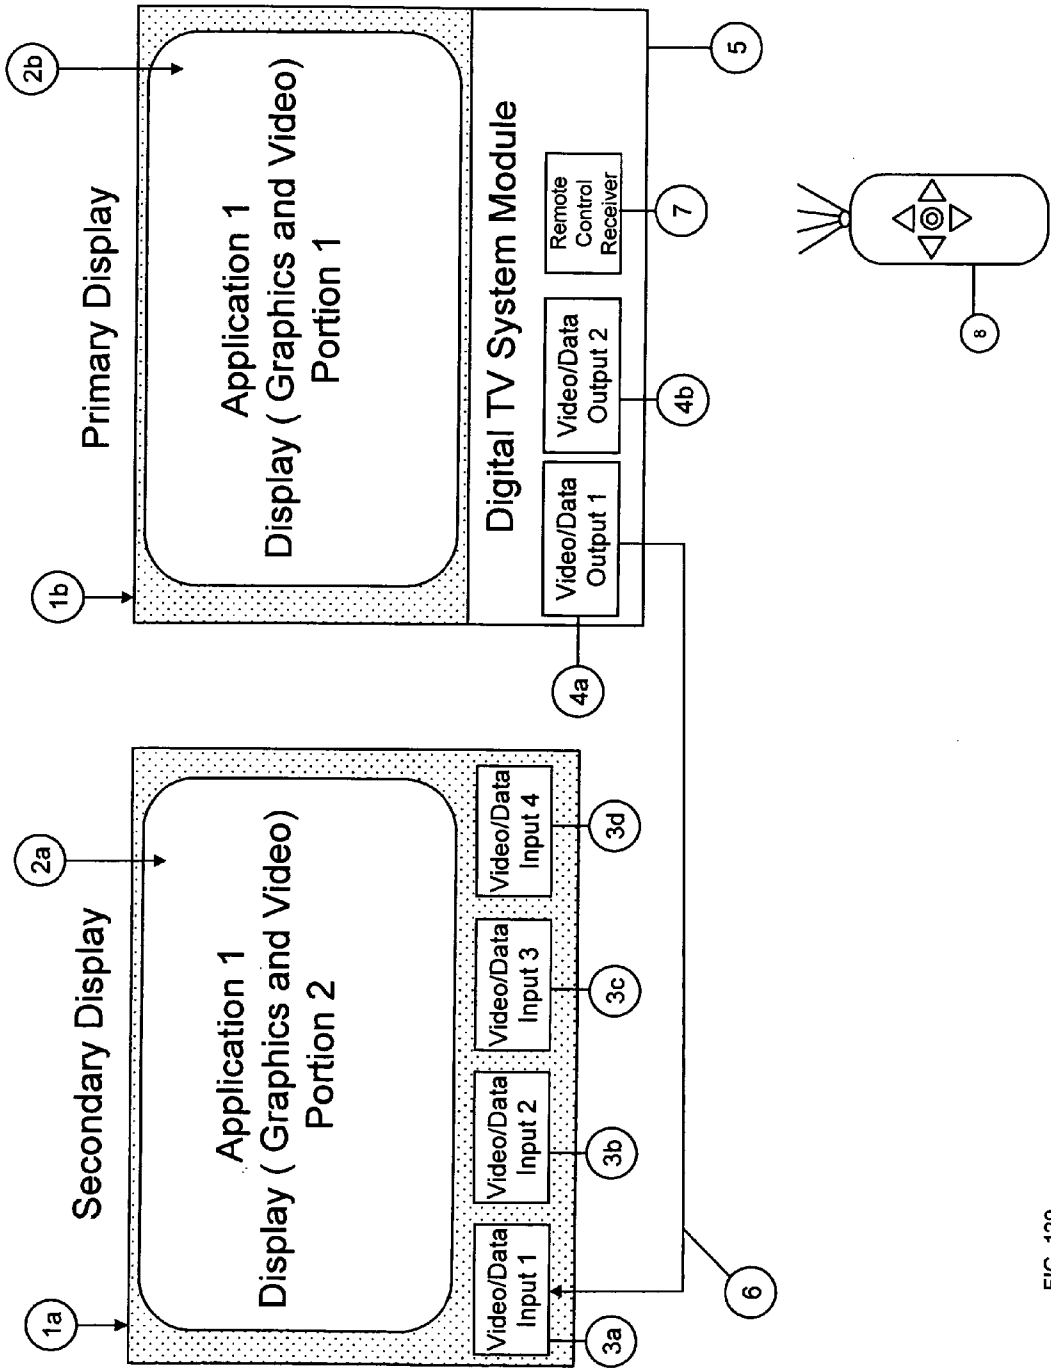 Secondary Display
1a
2a
Application 1
Display ( Graphics and Video)
Portion 2
Video/Data
Input 1
Video/Data
Input 2
Video/Data
Input 3
Video/Data
Input 4
3a
3b
3c
3d
6
Primary Display
1b
2b
Application 1
Display ( Graphics and Video)
Portion 1
Digital TV System Module
Video/Data
Output 1
Video/Data
Output 2
Remote
Control
Receiver
4a
4b
7
5
8